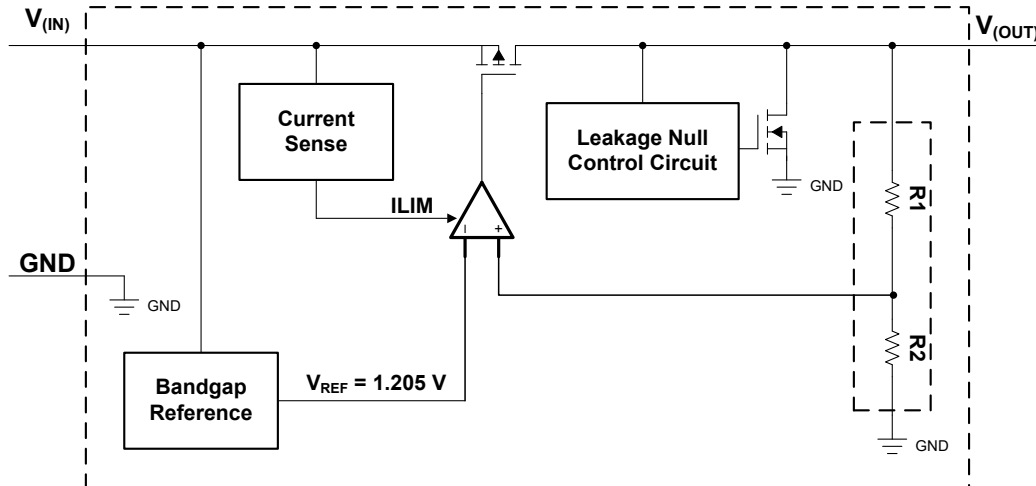 V(IN)
V(OUT)
Current
Sense
Leakage Null
Control Circuit
GND
R1
ILIM
- +
GND
GND
R2
Bandgap
Reference
VREF = 1.205 V
GND